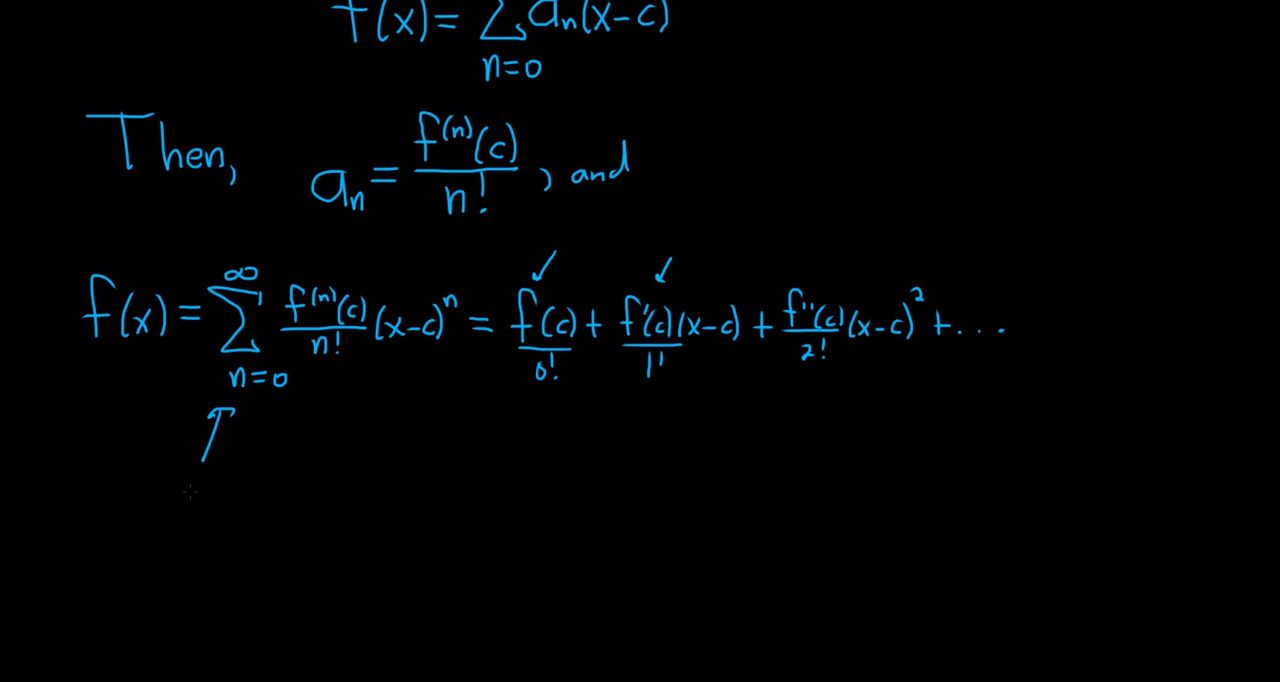 f(x) = ∑ aₙ(x-c)
n=0
Then, aₙ = f⁽ⁿ⁾(c) / n! , and
f(x) = ∑_{n=0}^{∞} f⁽ⁿ⁾(c)/n! (x-c)ⁿ = f(c)/0! + f'(c)/1! (x-c) + f''(c)/2! (x-c)² + ...